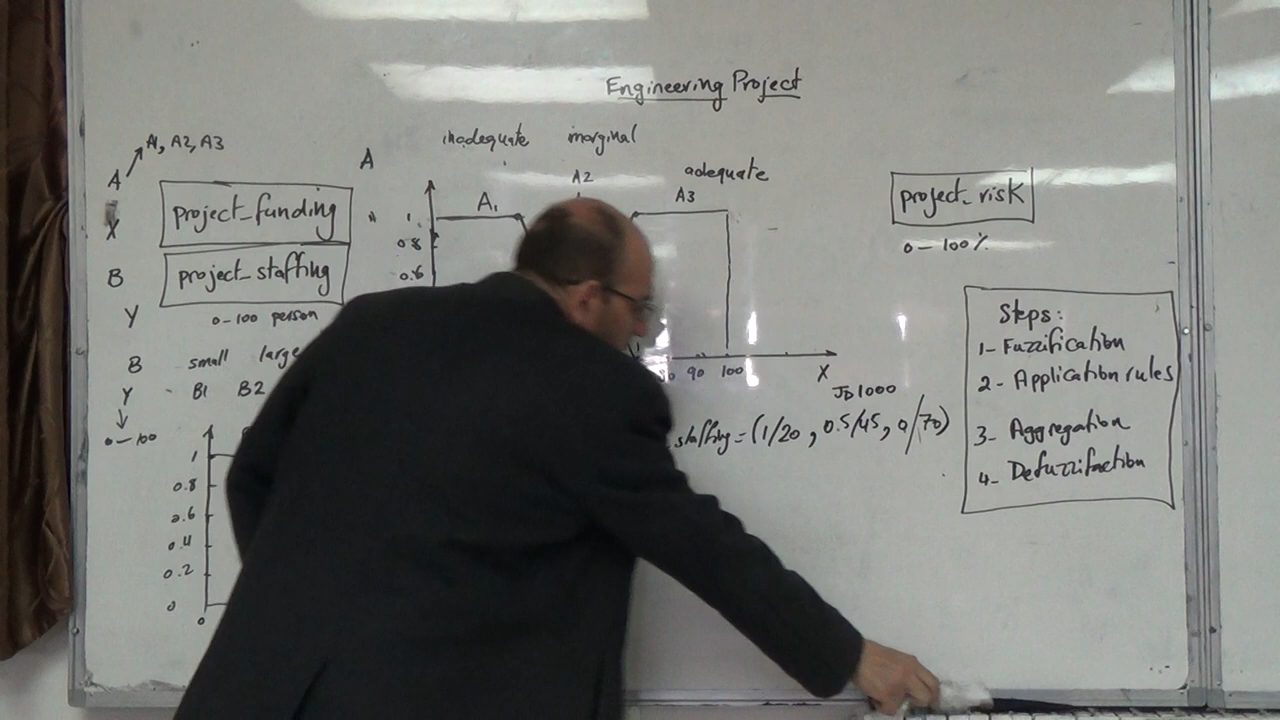 Engineering Project
A1, A2, A3
A
X
project_funding
B
project_staffing
Y
0-100 person
B small large
Y - B1 B2
0-100
1
0.8
0.6
0.4
0.2
0
0
A
inadequate marginal
adequate
A1 A2 A3
1
0.8
0.6
90 100 X
JD1000
staffing = (1/20, 0.5/45, 0/70)
project_risk
0-100%
Steps:
1- Fuzzification
2- Application rules
3- Aggregation
4- Defuzzifaction